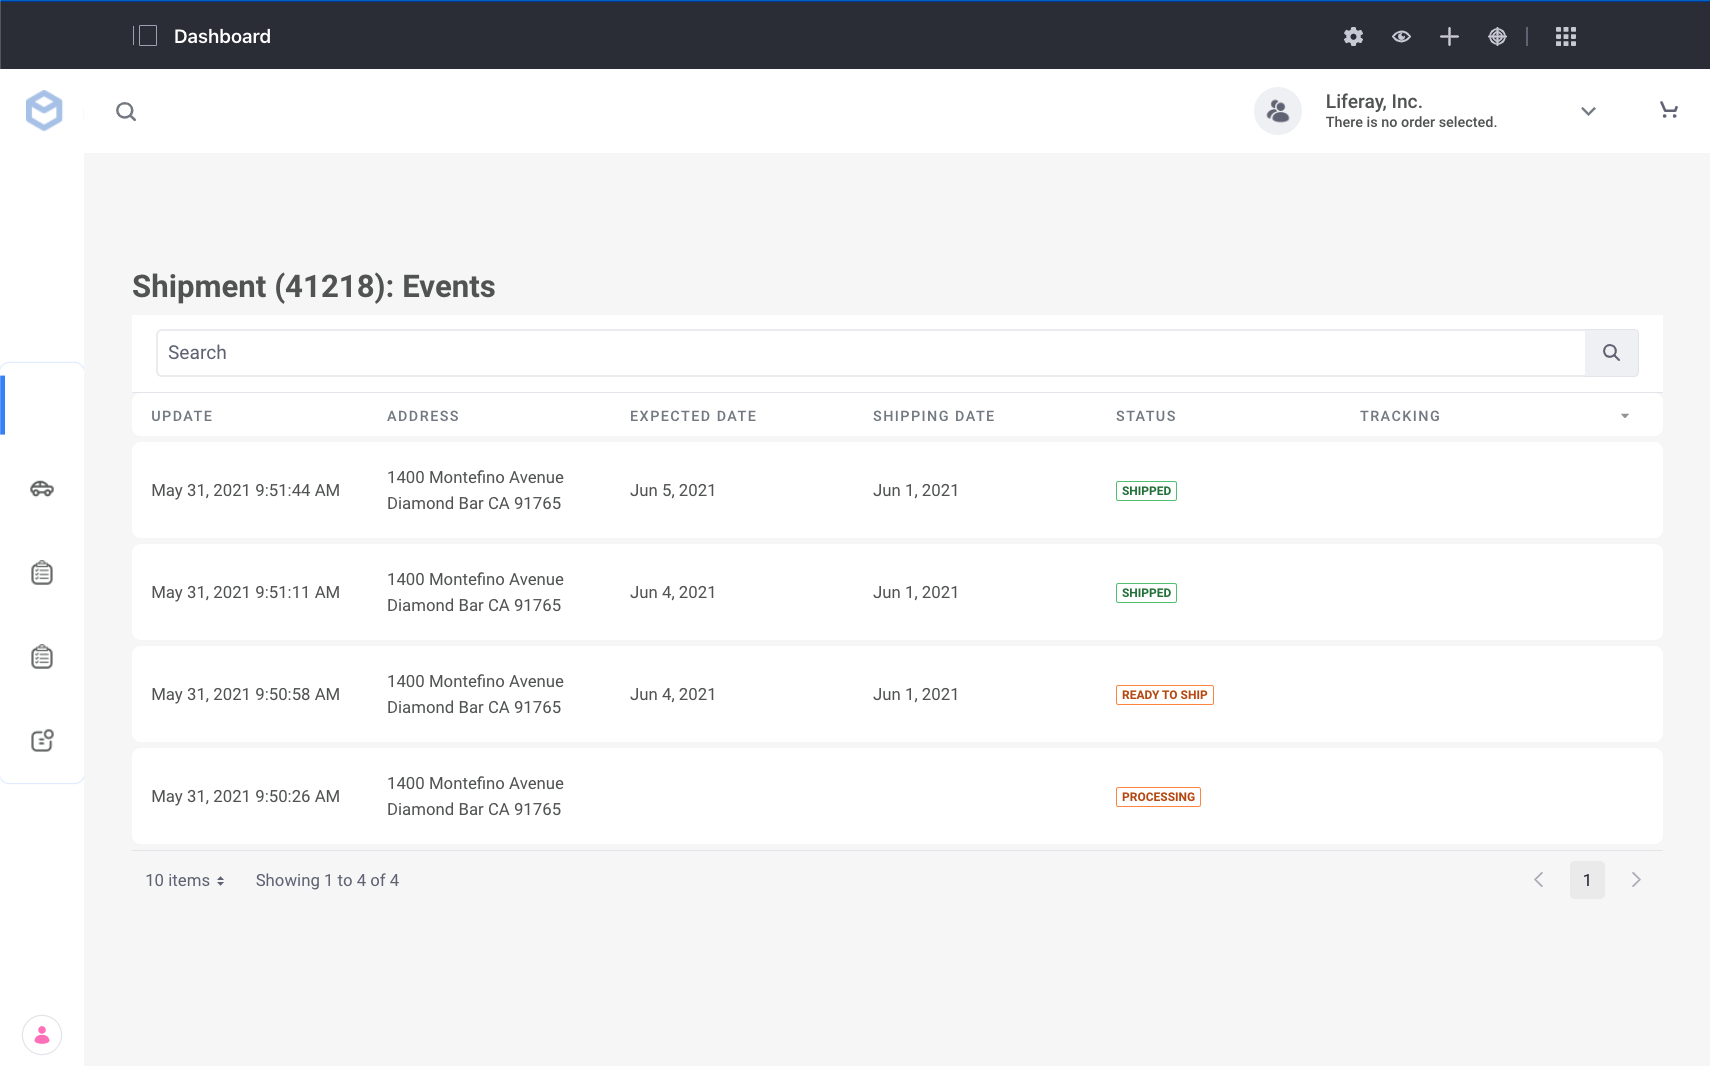 Dashboard
Liferay, Inc.
There is no order selected.
Shipment (41218): Events
Search
UPDATE ADDRESS EXPECTED DATE SHIPPING DATE STATUS TRACKING
May 31, 2021 9:51:44 AM 1400 Montefino Avenue Jun 5, 2021 Jun 1, 2021 SHIPPED
Diamond Bar CA 91765
May 31, 2021 9:51:11 AM 1400 Montefino Avenue Jun 4, 2021 Jun 1, 2021 SHIPPED
Diamond Bar CA 91765
May 31, 2021 9:50:58 AM 1400 Montefino Avenue Jun 4, 2021 Jun 1, 2021 READY TO SHIP
Diamond Bar CA 91765
May 31, 2021 9:50:26 AM 1400 Montefino Avenue PROCESSING
Diamond Bar CA 91765
10 items Showing 1 to 4 of 4 1